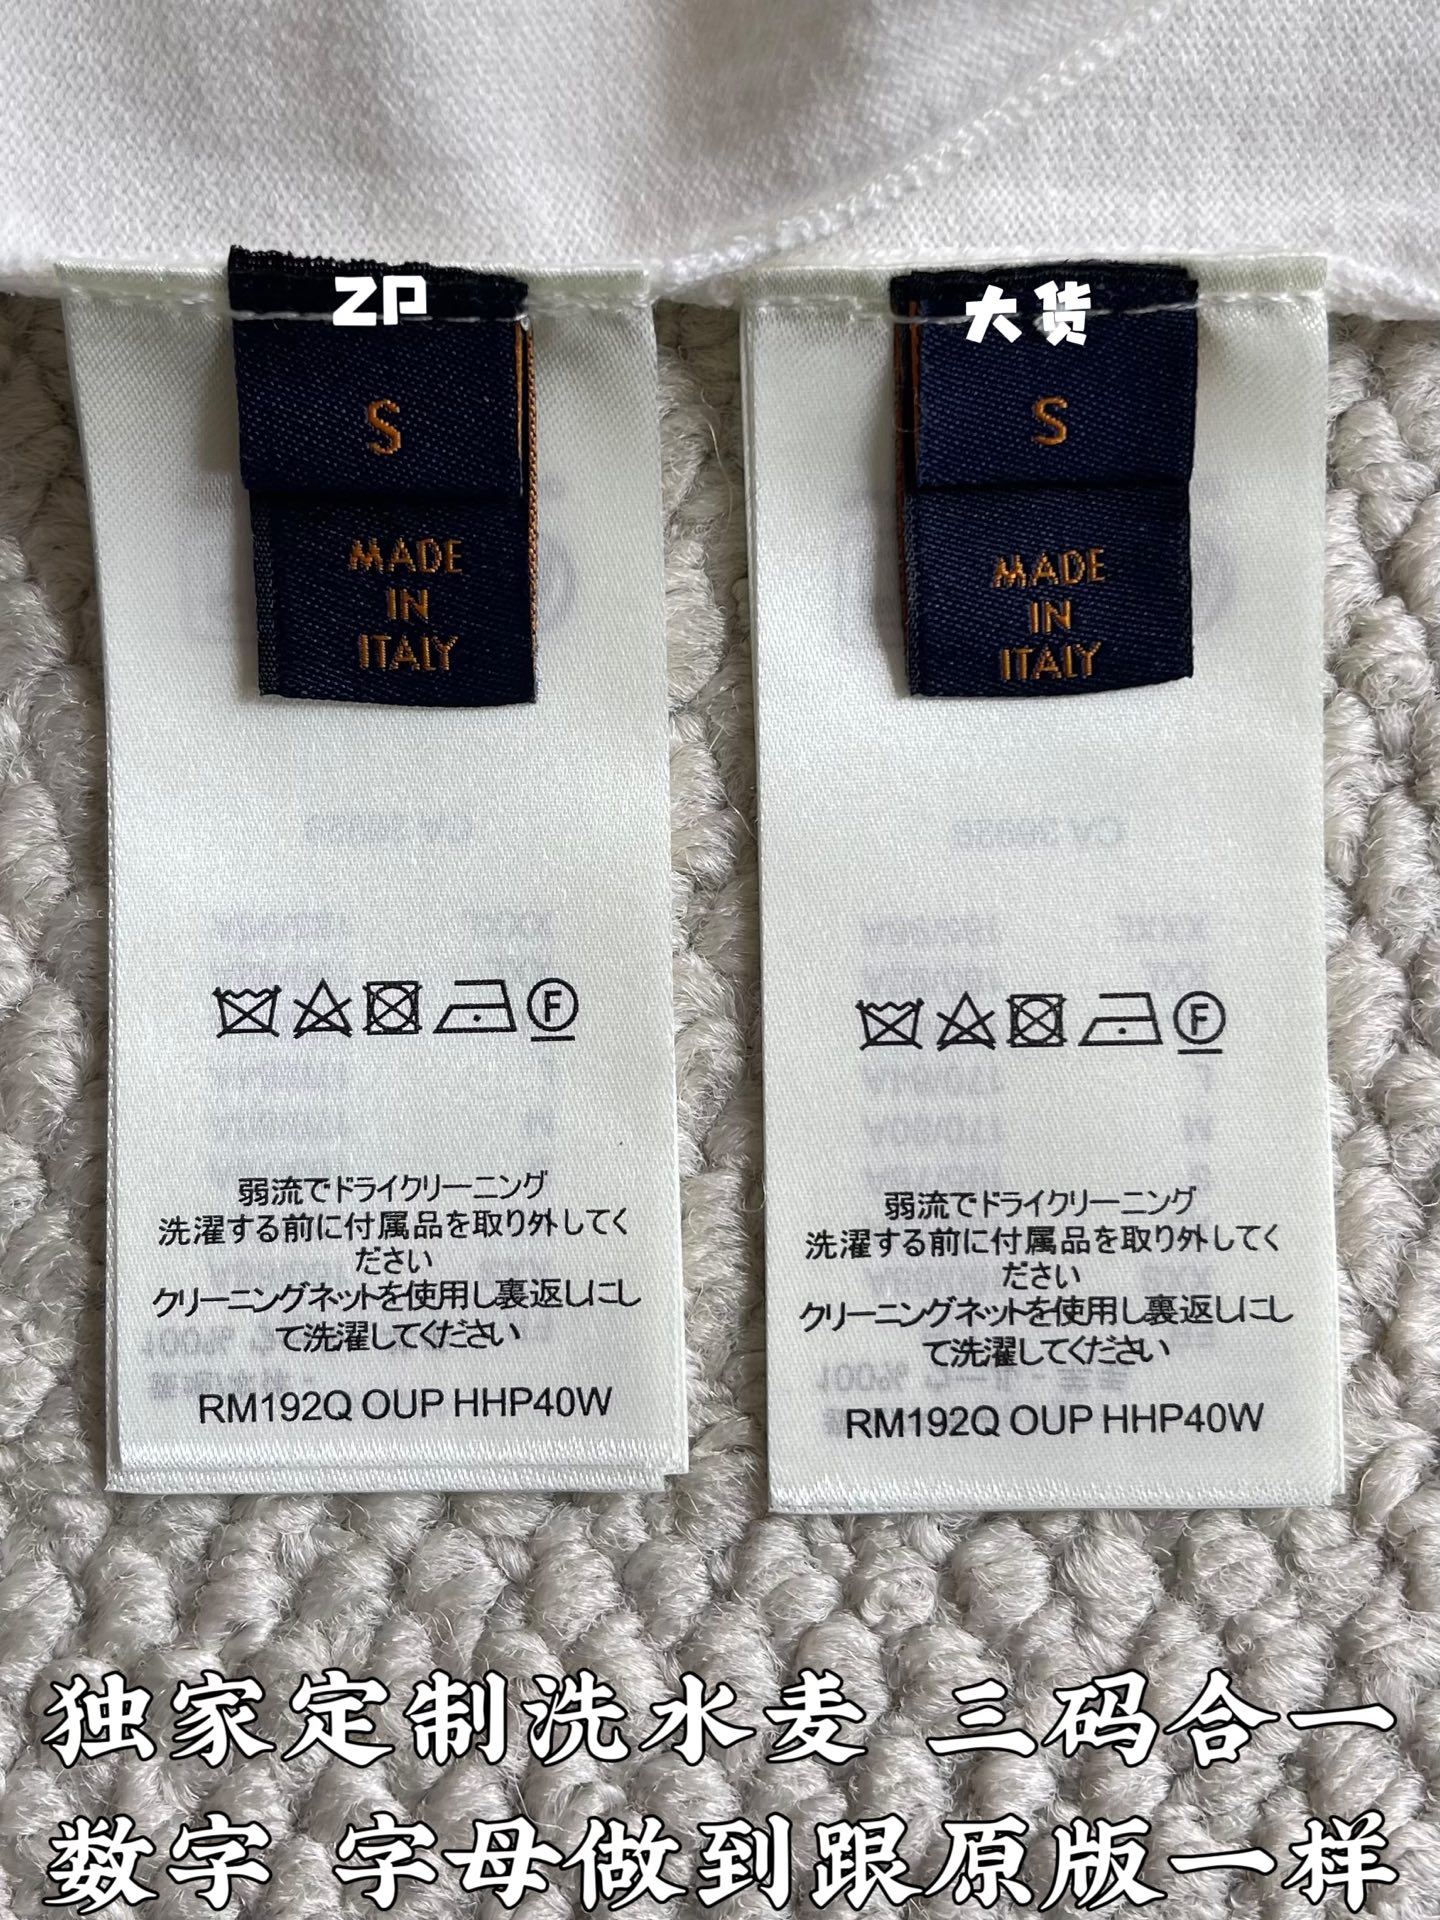 ZP
大货
S
MADE
IN
ITALY
S
MADE
IN
ITALY
F
弱流でドライクリーニング
洗濯する前に付属品を取り外してく
ださい
クリーニングネットを使用し裏返しにし
て洗濯してください
RM192Q OUP HHP40W
F
弱流でドライクリーニング
洗濯する前に付属品を取り外してく
ださい
クリーニングネットを使用し裏返しにし
て洗濯してください
RM192Q OUP HHP40W
独家定制洗水麦 三码合一
数字 字母做到跟原版一样